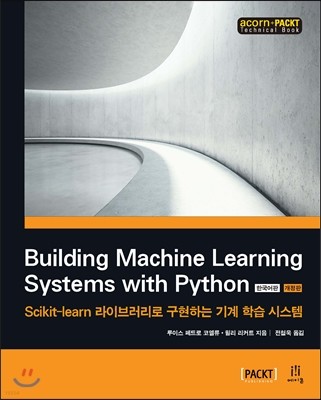 acorn+PACKT
Technical Book
Building Machine Learning
Systems with Python 한국어판 개정판
Scikit-learn 라이브러리로 구현하는 기계 학습 시스템
루이스 페드로 코엘류 · 윌리 리커트 지음 | 전철욱 옮김
[PACKT]
PUBLISHING
에이콘